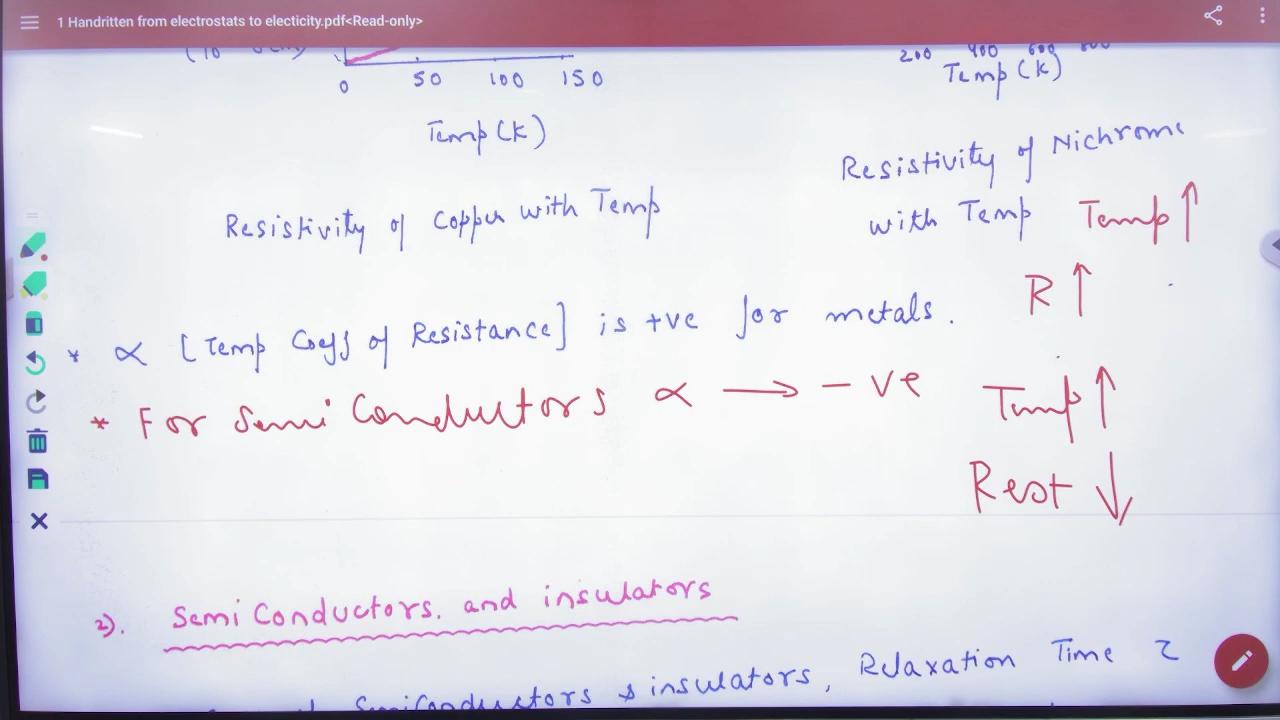 1 Handritten from electrostats to electicity.pdf<Read-only>
0 50 100 150
200 400 600 800
Temp (K)
Temp (K)
Resistivity of Copper with Temp
Resistivity of Nichrome
with Temp
Temp ↑
R ↑
* α [Temp Coeff of Resistance] is +ve for metals.
* For Semi Conductors α → - ve
Temp ↑
Rest ↓
2). Semi Conductors. and insulators
SemiConductors & insulators, Relaxation Time τ